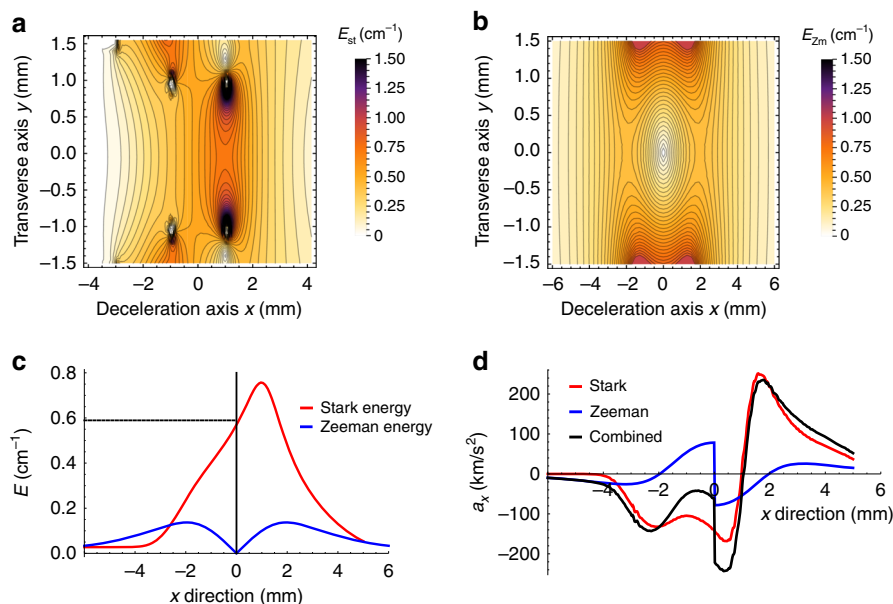 a
E_st (cm⁻¹)
Transverse axis y (mm)
1.5
1.0
0.5
0.0
−0.5
−1.0
−1.5
−4 −2 0 2 4
Deceleration axis x (mm)
1.50
1.25
1.00
0.75
0.50
0.25
0
b
E_Zm (cm⁻¹)
Transverse axis y (mm)
1.5
1.0
0.5
0.0
−0.5
−1.0
−1.5
−6 −4 −2 0 2 4 6
Deceleration axis x (mm)
1.50
1.25
1.00
0.75
0.50
0.25
0
c
E (cm⁻¹)
0.8
0.6
0.4
0.2
0.0
Stark energy
Zeeman energy
−4 −2 0 2 4 6
x direction (mm)
d
a_x (km/s²)
200
100
0
−100
−200
Stark
Zeeman
Combined
−4 −2 0 2 4 6
x direction (mm)